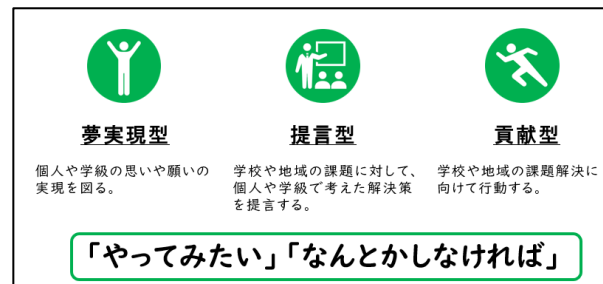 夢実現型
個人や学級の思いや願いの
実現を図る。
提言型
学校や地域の課題に対して、
個人や学級で考えた解決策
を提言する。
貢献型
学校や地域の課題解決に
向けて行動する。
「やってみたい」「なんとかしなければ」